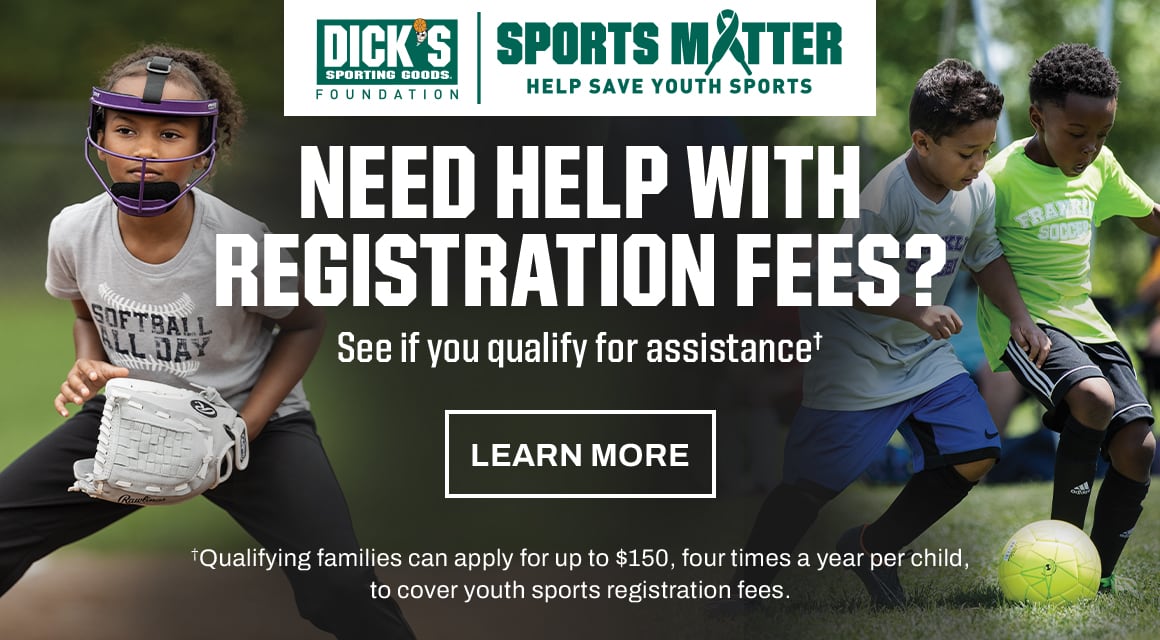 DICK'S
SPORTING GOODS.
FOUNDATION
SPORTS MATTER
HELP SAVE YOUTH SPORTS
NEED HELP WITH
REGISTRATION FEES?
See if you qualify for assistance†
LEARN MORE
†Qualifying families can apply for up to $150, four times a year per child,
to cover youth sports registration fees.
SOFTBALL
ALL DAY
Rawlings
SOCCER
adidas